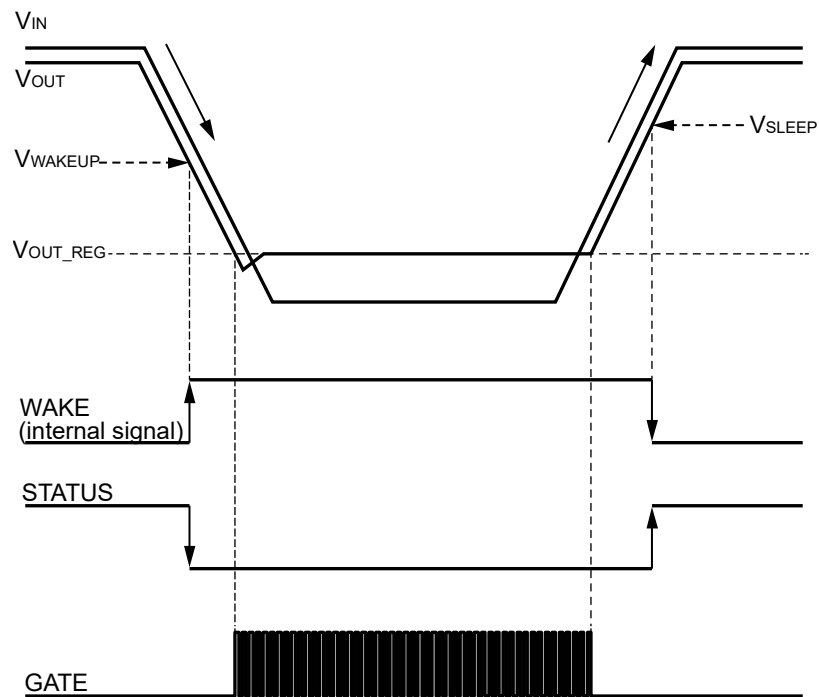 VIN
VOUT
VSLEEP
VWAKEUP
VOUT_REG
WAKE
(internal signal)
STATUS
GATE